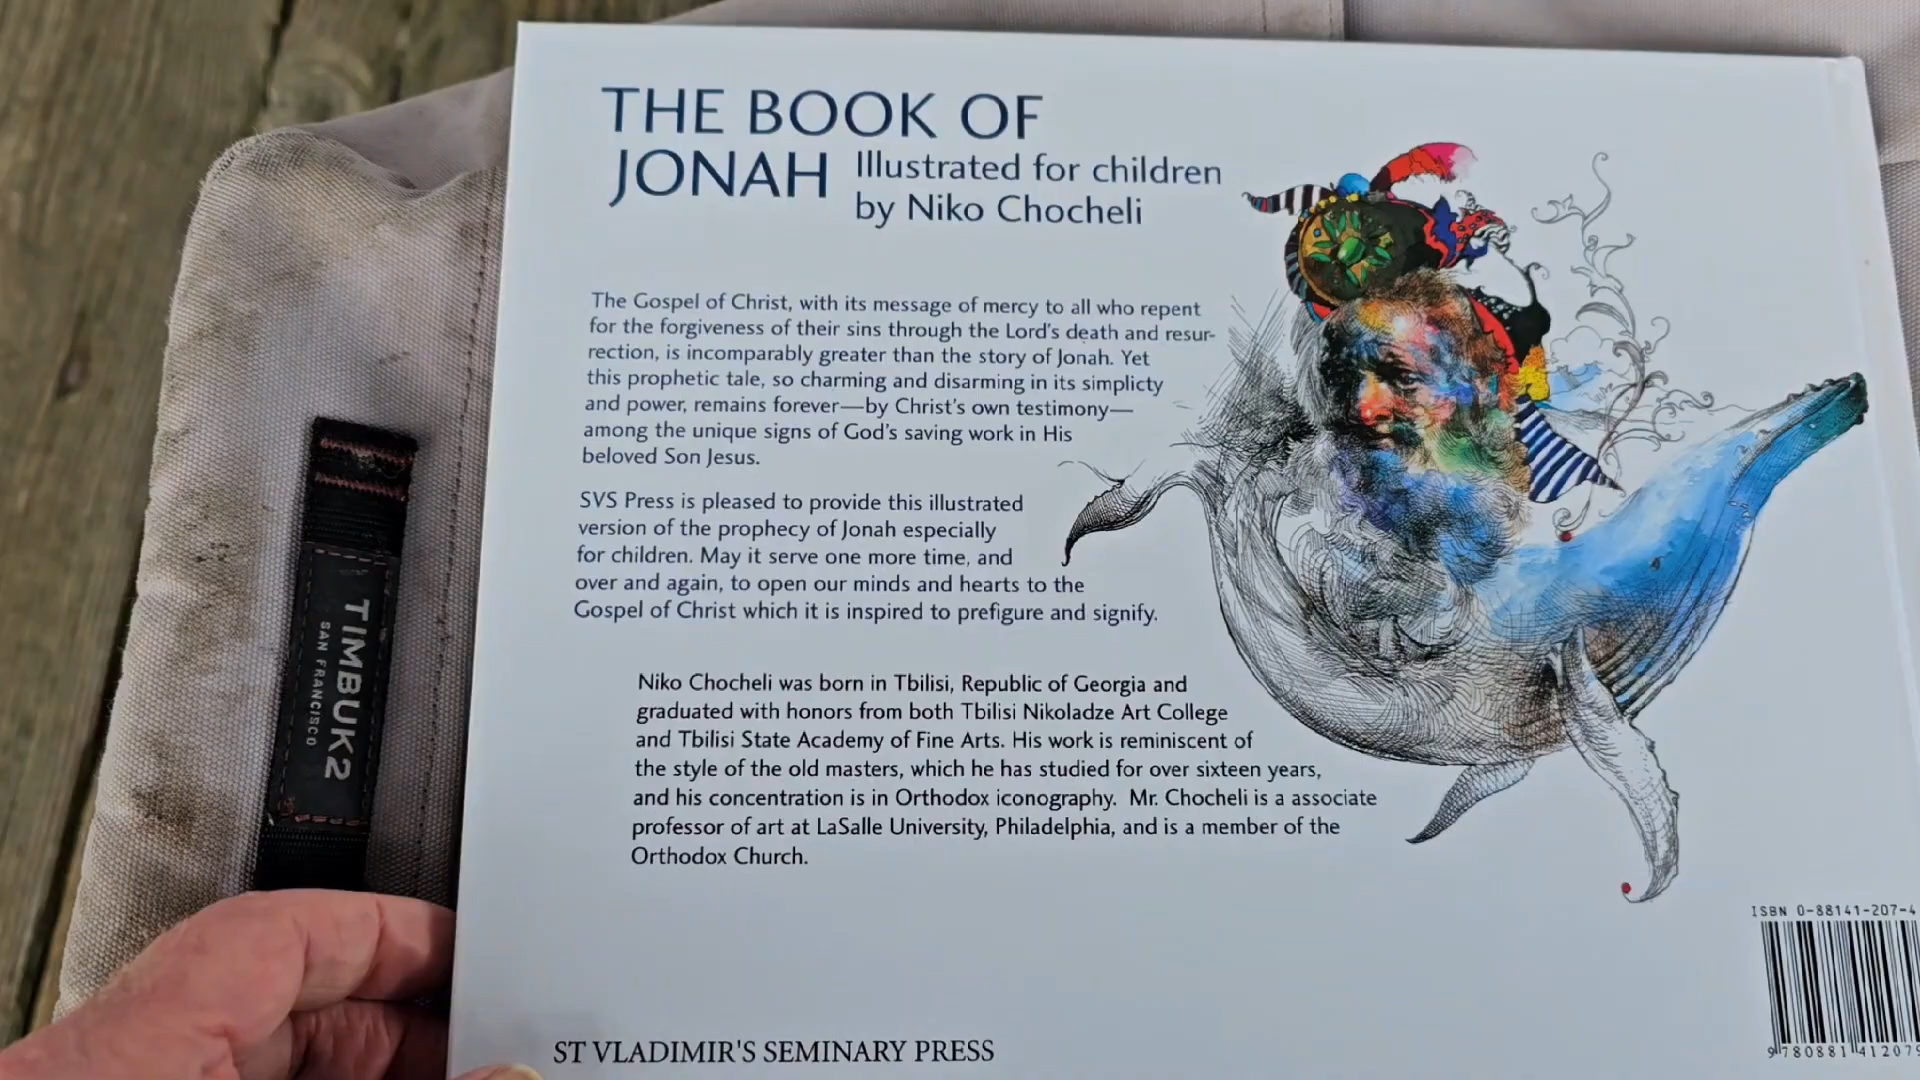 THE BOOK OF
JONAH
Illustrated for children
by Niko Chocheli
The Gospel of Christ, with its message of mercy to all who repent
for the forgiveness of their sins through the Lord's death and resur-
rection, is incomparably greater than the story of Jonah. Yet
this prophetic tale, so charming and disarming in its simplicty
and power, remains forever—by Christ's own testimony—
among the unique signs of God's saving work in His
beloved Son Jesus.
SVS Press is pleased to provide this illustrated
version of the prophecy of Jonah especially
for children. May it serve one more time, and
over and again, to open our minds and hearts to the
Gospel of Christ which it is inspired to prefigure and signify.
Niko Chocheli was born in Tbilisi, Republic of Georgia and
graduated with honors from both Tbilisi Nikoladze Art College
and Tbilisi State Academy of Fine Arts. His work is reminiscent of
the style of the old masters, which he has studied for over sixteen years,
and his concentration is in Orthodox iconography. Mr. Chocheli is a associate
professor of art at LaSalle University, Philadelphia, and is a member of the
Orthodox Church.
ISBN 0-88141-207-4
9 780881 412079
ST VLADIMIR'S SEMINARY PRESS
TIMBUK2
SAN FRANCISCO